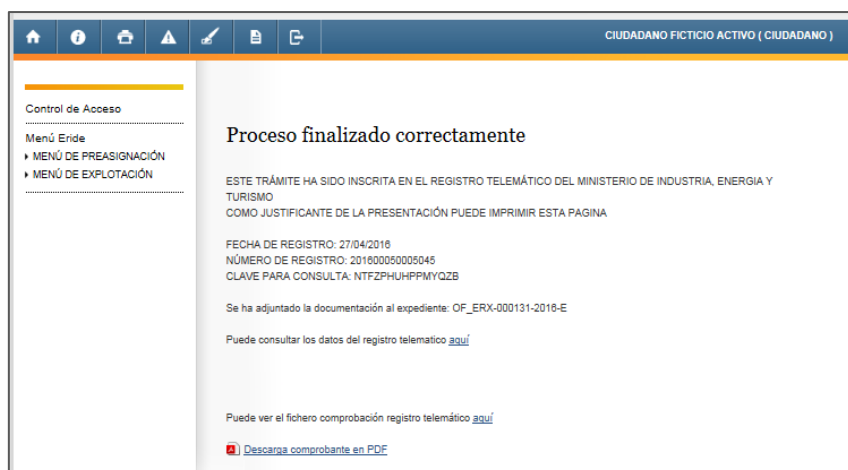 CIUDADANO FICTICIO ACTIVO ( CIUDADANO )
Control de Acceso
Menú Eride
MENÚ DE PREASIGNACIÓN
MENÚ DE EXPLOTACIÓN
Proceso finalizado correctamente
ESTE TRÁMITE HA SIDO INSCRITA EN EL REGISTRO TELEMÁTICO DEL MINISTERIO DE INDUSTRIA, ENERGIA Y
TURISMO
COMO JUSTIFICANTE DE LA PRESENTACIÓN PUEDE IMPRIMIR ESTA PAGINA
FECHA DE REGISTRO: 27/04/2016
NÚMERO DE REGISTRO: 201600050005045
CLAVE PARA CONSULTA: NTFZPHUHPPMYQZB
Se ha adjuntado la documentación al expediente: OF_ERX-000131-2016-E
Puede consultar los datos del registro telematico aquí
Puede ver el fichero comprobación registro telemático aquí
Descarga comprobante en PDF